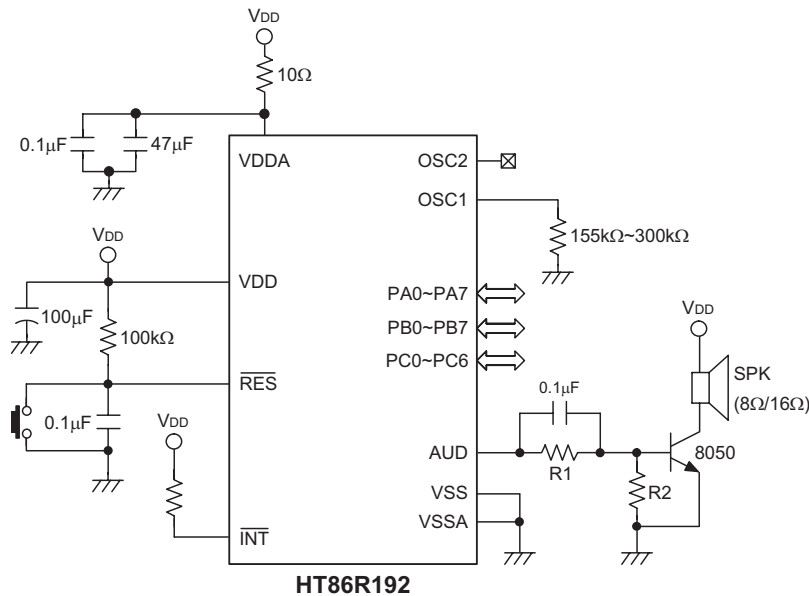 VDD
10Ω
0.1μF
47μF
VDDA
OSC2
OSC1
155kΩ~300kΩ
VDD
VDD
100μF
100kΩ
PA0~PA7
PB0~PB7
PC0~PC6
VDD
SPK
(8Ω/16Ω)
RES
0.1μF
VDD
0.1μF
AUD
R1
8050
R2
VSS
VSSA
INT
HT86R192